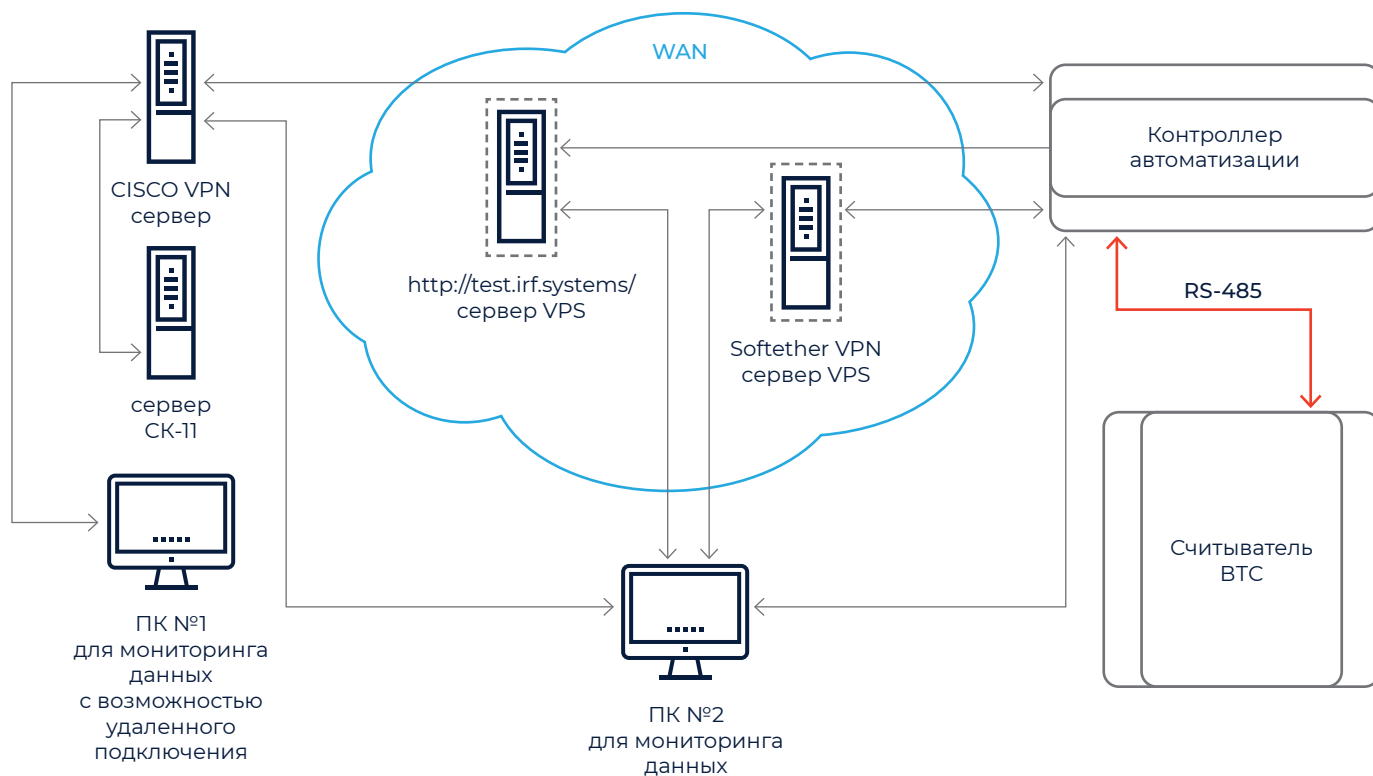 WAN
CISCO VPN
сервер
http://test.irf.systems/
сервер VPS
Softether VPN
сервер VPS
Контроллер
автоматизации
RS-485
сервер
СК-11
Считыватель
ВТС
ПК №1
для мониторинга
данных
с возможностью
удаленного
подключения
ПК №2
для мониторинга
данных